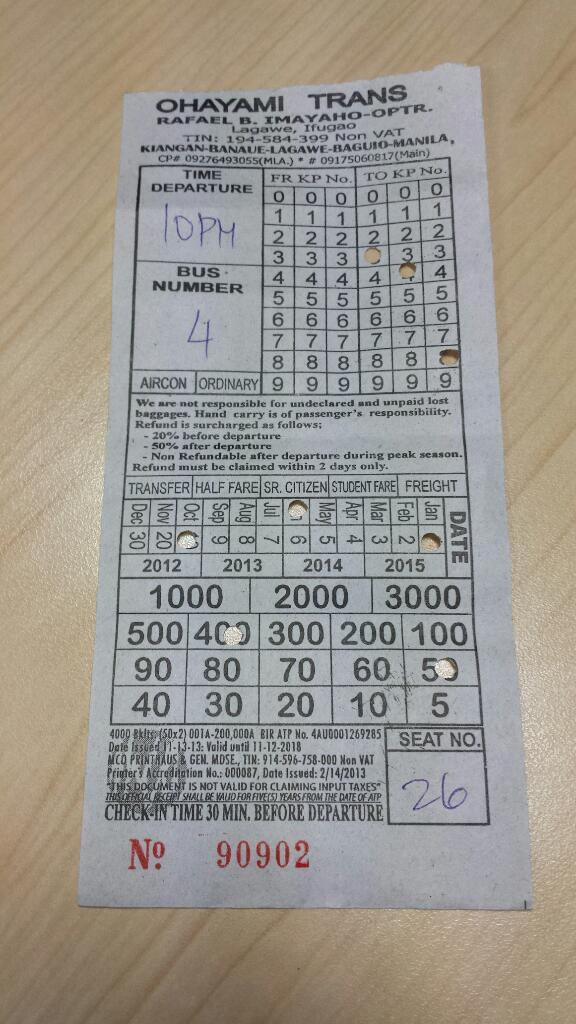 OHAYAMI TRANS
RAFAEL B. IMAYAHO-OPTR.
Lagawe, Ifugao
TIN: 194-584-399 Non VAT
KIANGAN-BANAUE-LAGAWE-BAGUIO-MANILA,
CP# 09276493055(MLA.) * # 09175060817(Main)
TIME DEPARTURE
10PM
BUS NUMBER
4
AIRCON ORDINARY
FR KP No. TO KP No.
0 0 0 0 0 0
1 1 1 1 1 1
2 2 2 2 2 2
3 3 3 3 3
4 4 4 4 4
5 5 5 5 5 5
6 6 6 6 6 6
7 7 7 7 7 7
8 8 8 8 8
9 9 9 9 9 9
We are not responsible for undeclared and unpaid lost
baggages. Hand carry is of passenger's responsibility.
Refund is surcharged as follows;
- 20% before departure
- 50% after departure
- Non Refundable after departure during peak season.
Refund must be claimed within 2 days only.
TRANSFER HALF FARE SR. CITIZEN STUDENT FARE FREIGHT
Dec Nov Oct Sep Aug Jul May Apr Mar Feb Jan DATE
30 20 9 8 7 6 5 4 3 2
2012 2013 2014 2015
1000 2000 3000
500 400 300 200 100
90 80 70 60 50
40 30 20 10 5
4000 Bklts. (50x2) 001A-200,000A BIR ATP No. 4AU0001269285
Date Issued 11-13-13: Valid until 11-12-2018
MCO PRINTHAUS & GEN. MDSE., TIN: 914-596-758-000 Non VAT
Printer's Accreditation No.: 000087, Date Issued: 2/14/2013
"THIS DOCUMENT IS NOT VALID FOR CLAIMING INPUT TAXES"
THIS OFFICIAL RECEIPT SHALL BE VALID FOR FIVE(5) YEARS FROM THE DATE OF ATP
CHECK-IN TIME 30 MIN. BEFORE DEPARTURE
SEAT NO.
26
No 90902